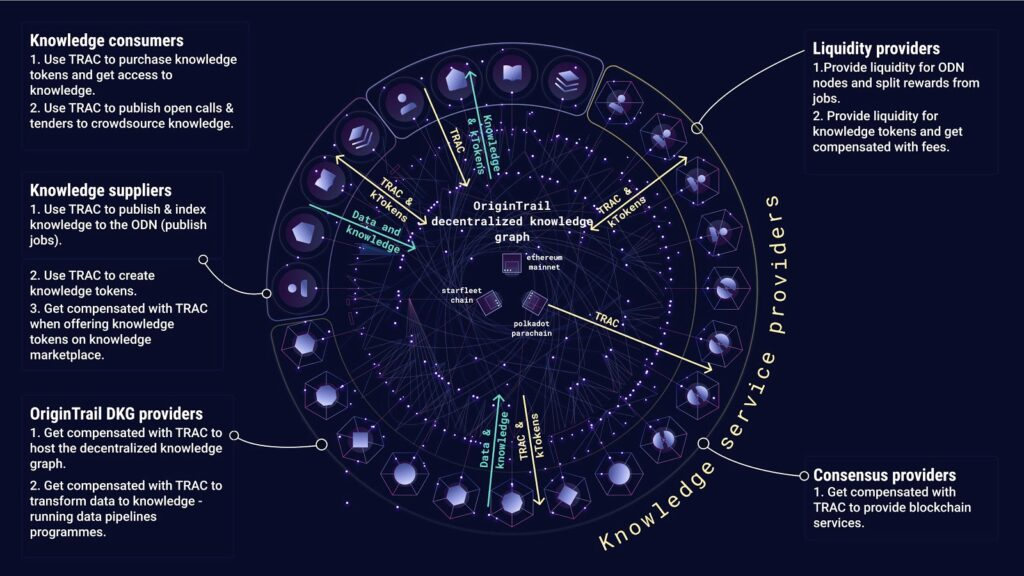 Knowledge consumers
1. Use TRAC to purchase knowledge
tokens and get access to
knowledge.
2. Use TRAC to publish open calls &
tenders to crowdsource knowledge.
Knowledge suppliers
1. Use TRAC to publish & index
knowledge to the ODN (publish
jobs).
2. Use TRAC to create
knowledge tokens.
3. Get compensated with TRAC
when offering knowledge
tokens on knowledge
marketplace.
OriginTrail DKG providers
1. Get compensated with TRAC to
host the decentralized knowledge
graph.
2. Get compensated with TRAC to
transform data to knowledge -
running data pipelines
programmes.
TRAC
Knowledge
& kTokens
TRAC &
kTokens
Data and
knowledge
TRAC &
kTokens
OriginTrail
decentralized knowledge
graph
ethereum
mainnet
starfleet
chain
polkadot
parachain
TRAC
Data &
knowledge
TRAC &
kTokens
Knowledge service providers
Liquidity providers
1.Provide liquidity for ODN
nodes and split rewards from
jobs.
2. Provide liquidity for
knowledge tokens and get
compensated with fees.
Consensus providers
1. Get compensated with
TRAC to provide blockchain
services.